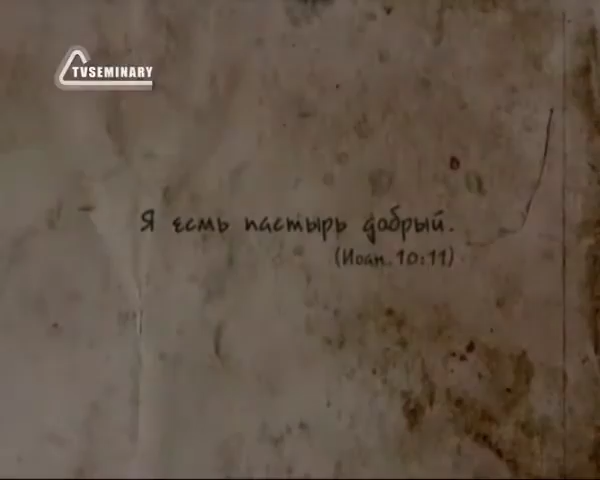 TVSEMINARY
Я есмь пастырь добрый.
(Иоан. 10:11)